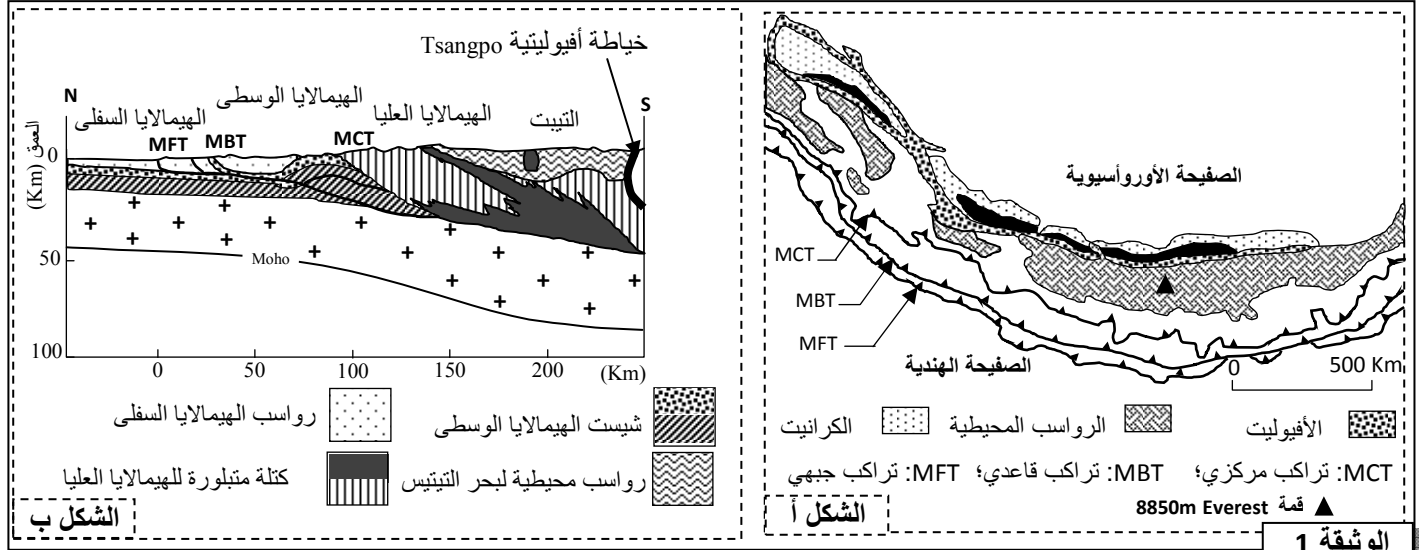 الصفيحة الأوروأسيوية
MCT
MBT
MFT
الصفيحة الهندية
0 500 Km
الأفيوليت
الرواسب المحيطية
الكرانيت
MCT: تراكب مركزي؛ MBT: تراكب قاعدي؛ MFT: تراكب جبهي
▲ قمة 8850m Everest
الشكل أ
الوثيقة 1
خياطة أفيوليتية Tsangpo
N
S
الهيمالايا السفلى
الهيمالايا الوسطى
الهيمالايا العليا
التيبت
MFT
MBT
MCT
العمق (Km)
0
50
100
Moho
0 50 100 150 200 (Km)
شيست الهيمالايا الوسطى
رواسب الهيمالايا السفلى
رواسب محيطية لبحر التيتيس
كتلة متبلورة للهيمالايا العليا
الشكل ب